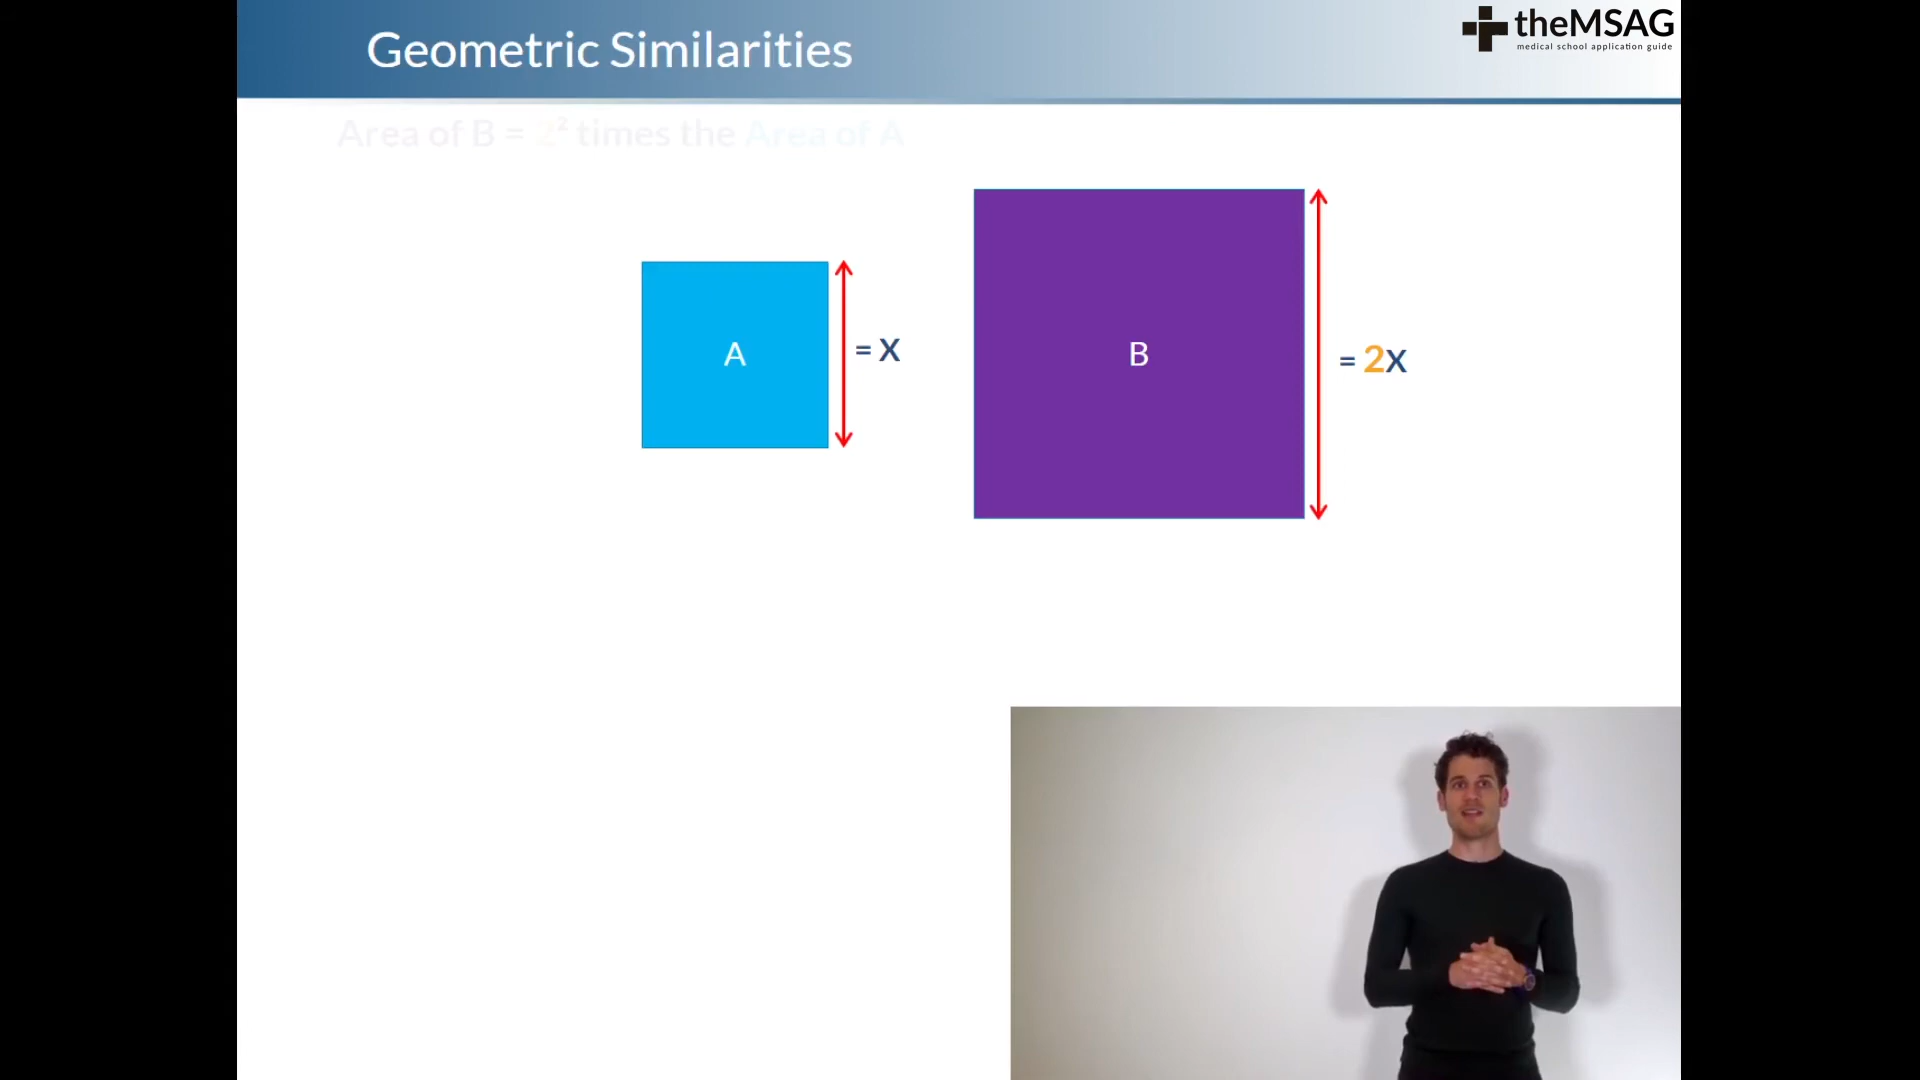 Geometric Similarities
theMSAG
medical school application guide
Area of B = 2² times the Area of A
A
= X
B
= 2X